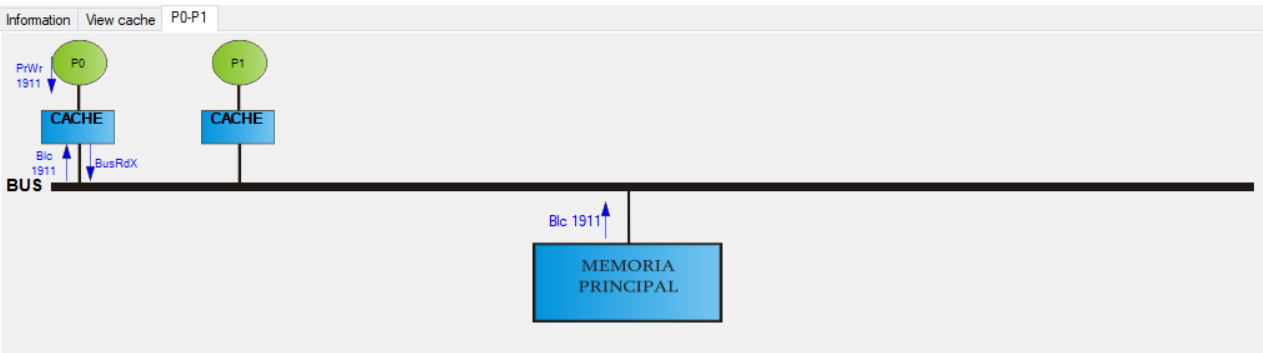 Information View cache P0-P1
PrWr
1911
P0
P1
CACHE
CACHE
Blc
1911
BusRdX
BUS
Blc 1911
MEMORIA
PRINCIPAL